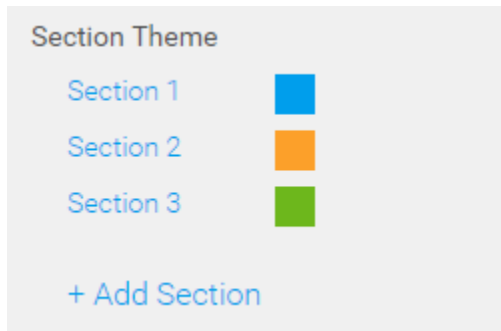 Section Theme
Section 1
Section 2
Section 3
+ Add Section